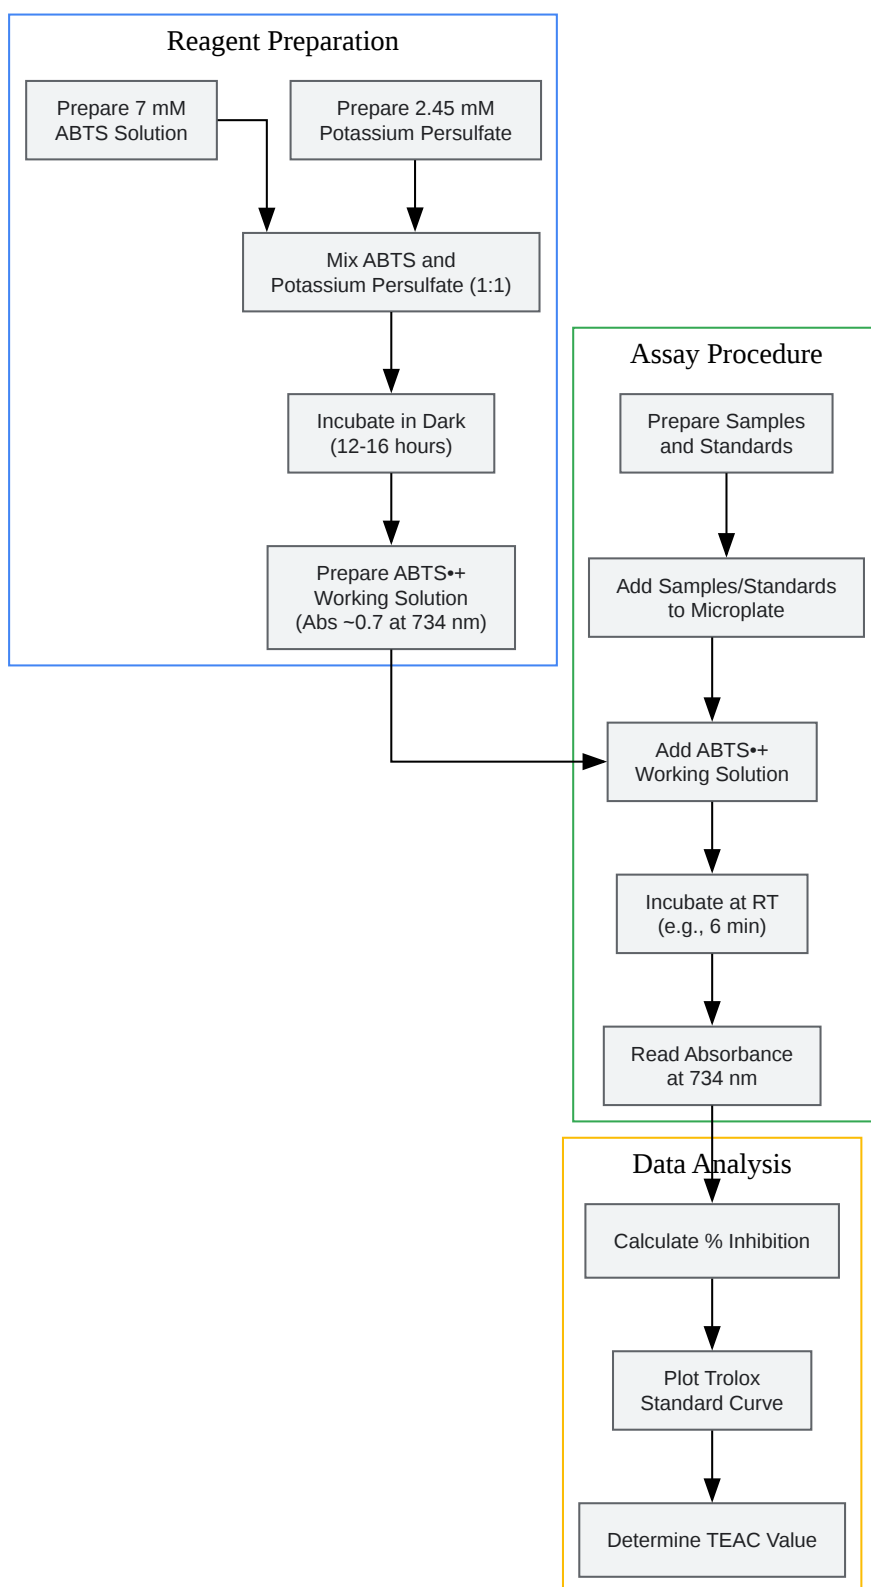 Reagent Preparation
Prepare 7 mM
ABTS Solution
Prepare 2.45 mM
Potassium Persulfate
Mix ABTS and
Potassium Persulfate (1:1)
Incubate in Dark
(12-16 hours)
Prepare ABTS•+
Working Solution
(Abs ~0.7 at 734 nm)
Assay Procedure
Prepare Samples
and Standards
Add Samples/Standards
to Microplate
Add ABTS•+
Working Solution
Incubate at RT
(e.g., 6 min)
Read Absorbance
at 734 nm
Data Analysis
Calculate % Inhibition
Plot Trolox
Standard Curve
Determine TEAC Value